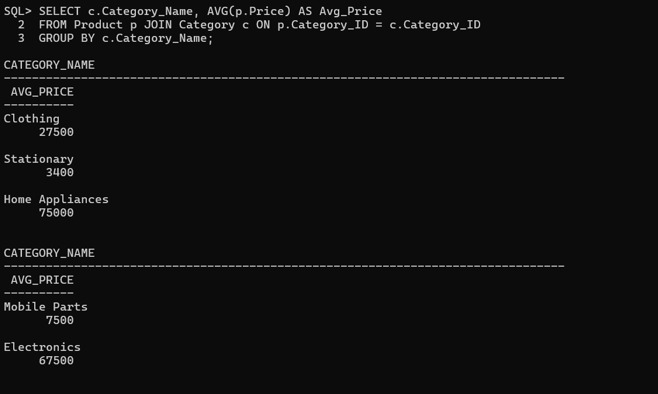 SQL> SELECT c.Category_Name, AVG(p.Price) AS Avg_Price
  2  FROM Product p JOIN Category c ON p.Category_ID = c.Category_ID
  3  GROUP BY c.Category_Name;

CATEGORY_NAME
--------------------------------------------------------------------------------
 AVG_PRICE
----------
Clothing
     27500

Stationary
      3400

Home Appliances
     75000


CATEGORY_NAME
--------------------------------------------------------------------------------
 AVG_PRICE
----------
Mobile Parts
      7500

Electronics
     67500